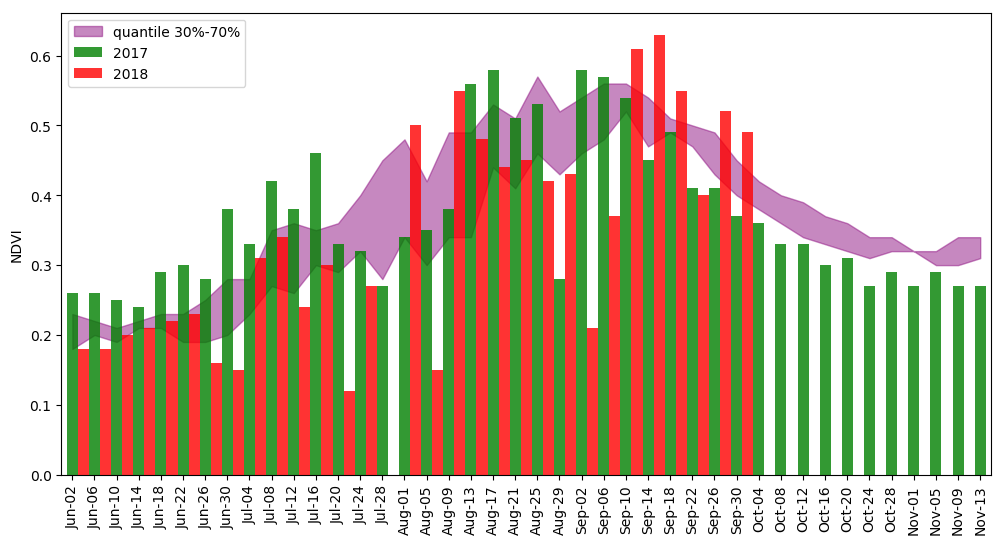 quantile 30%-70%
2017
2018
NDVI
0.6
0.5
0.4
0.3
0.2
0.1
0.0
Jun-02
Jun-06
Jun-10
Jun-14
Jun-18
Jun-22
Jun-26
Jun-30
Jul-04
Jul-08
Jul-12
Jul-16
Jul-20
Jul-24
Jul-28
Aug-01
Aug-05
Aug-09
Aug-13
Aug-17
Aug-21
Aug-25
Aug-29
Sep-02
Sep-06
Sep-10
Sep-14
Sep-18
Sep-22
Sep-26
Sep-30
Oct-04
Oct-08
Oct-12
Oct-16
Oct-20
Oct-24
Oct-28
Nov-01
Nov-05
Nov-09
Nov-13